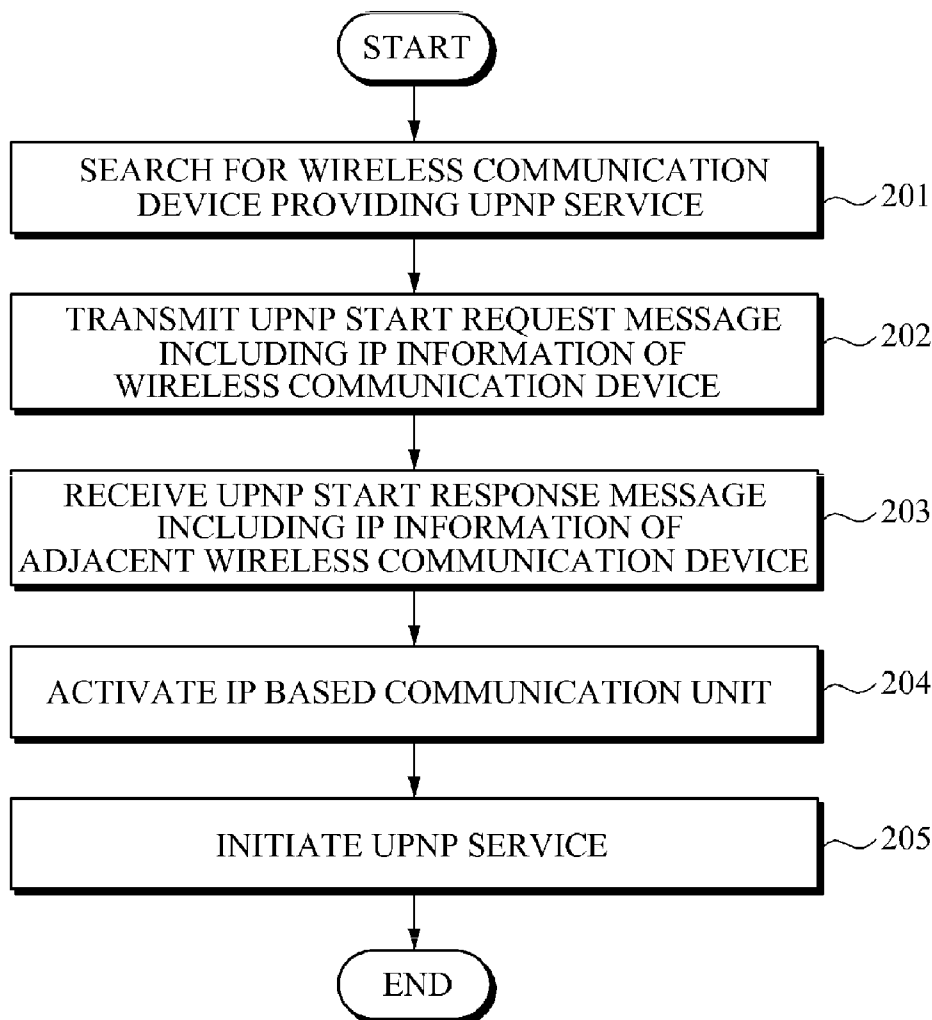 START
SEARCH FOR WIRELESS COMMUNICATION
DEVICE PROVIDING UPNP SERVICE
201
TRANSMIT UPNP START REQUEST MESSAGE
INCLUDING IP INFORMATION OF
WIRELESS COMMUNICATION DEVICE
202
RECEIVE UPNP START RESPONSE MESSAGE
INCLUDING IP INFORMATION OF
ADJACENT WIRELESS COMMUNICATION DEVICE
203
ACTIVATE IP BASED COMMUNICATION UNIT
204
INITIATE UPNP SERVICE
205
END